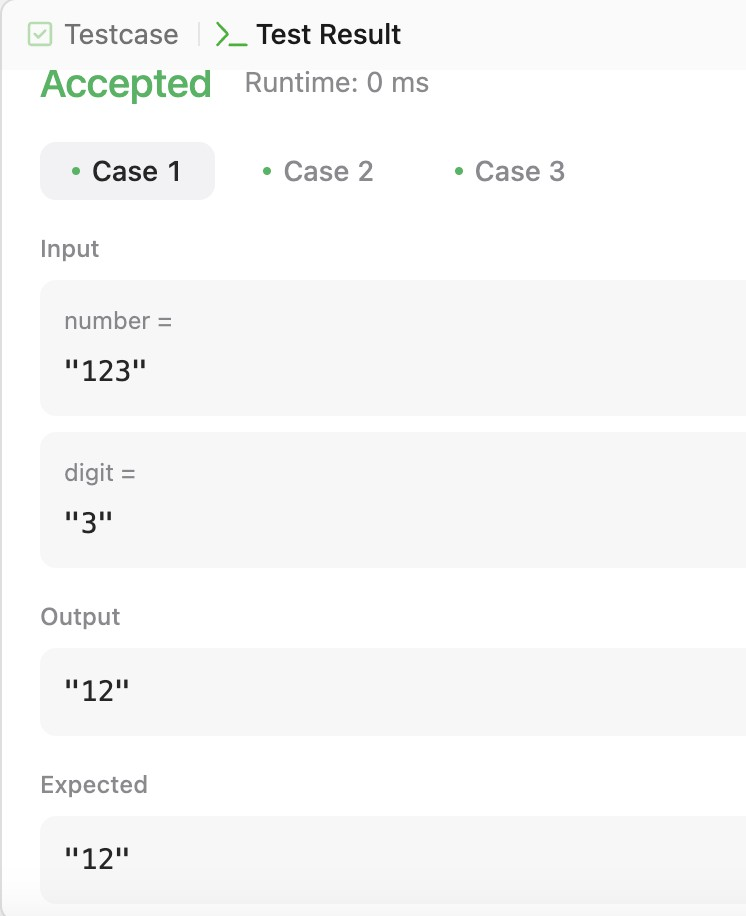 Testcase Test Result
Accepted Runtime: 0 ms
Case 1 Case 2 Case 3
Input
number =
"123"
digit =
"3"
Output
"12"
Expected
"12"